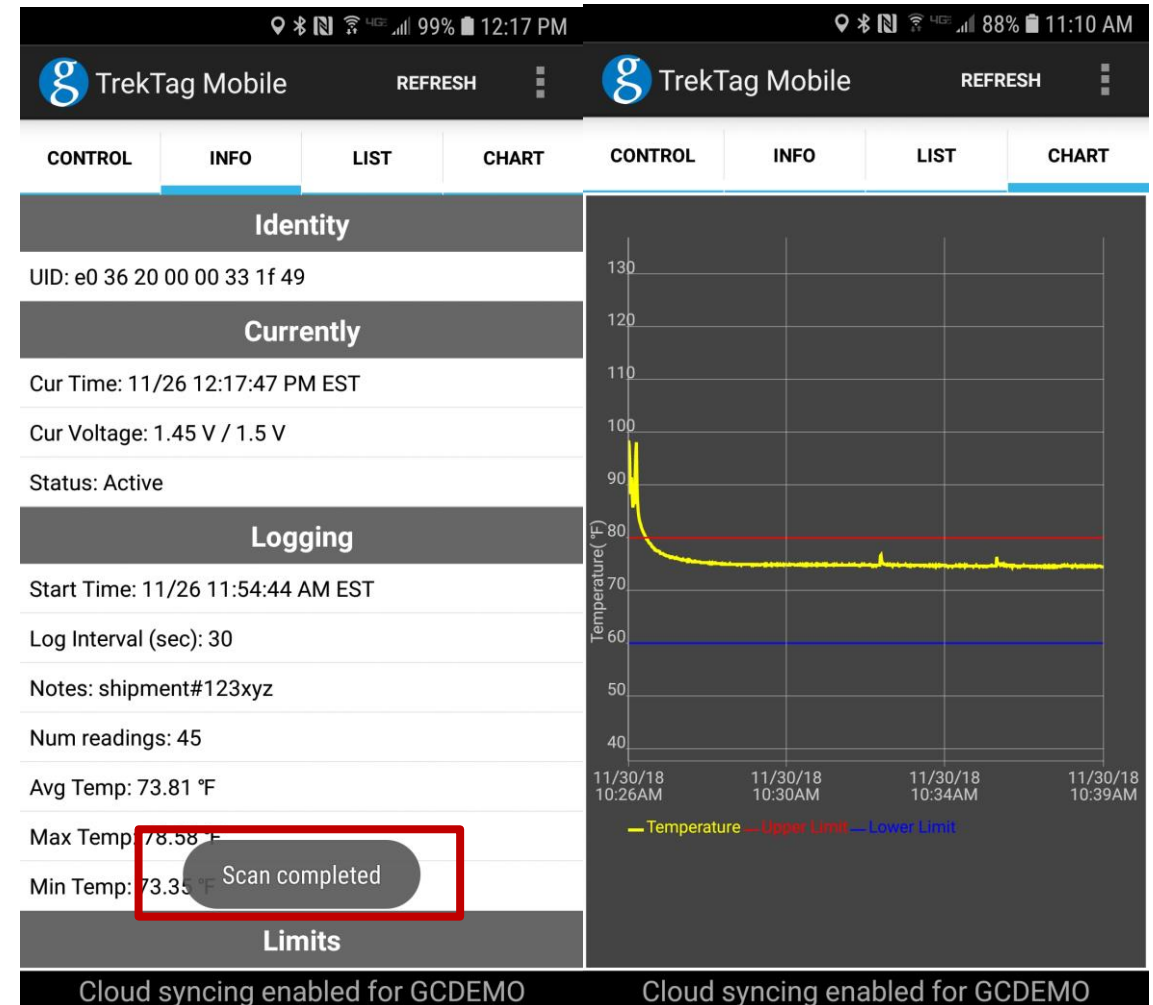 4GE 99% 12:17 PM
g TrekTag Mobile REFRESH
CONTROL INFO LIST CHART
Identity
UID: e0 36 20 00 00 33 1f 49
Currently
Cur Time: 11/26 12:17:47 PM EST
Cur Voltage: 1.45 V / 1.5 V
Status: Active
Logging
Start Time: 11/26 11:54:44 AM EST
Log Interval (sec): 30
Notes: shipment#123xyz
Num readings: 45
Avg Temp: 73.81 °F
Max Temp: 78.58 °F
Min Temp: 73.35 °F
Scan completed
Limits
Cloud syncing enabled for GCDEMO
4GE 88% 11:10 AM
g TrekTag Mobile REFRESH
CONTROL INFO LIST CHART
130
120
110
100
90
80
70
60
50
40
Temperature(°F)
11/30/18 11/30/18 11/30/18 11/30/18
10:26AM 10:30AM 10:34AM 10:39AM
Temperature Upper Limit Lower Limit
Cloud syncing enabled for GCDEMO